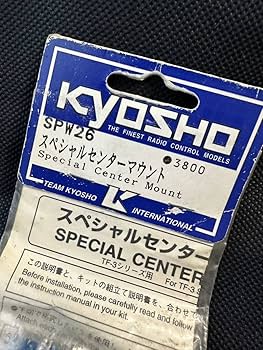 KYOSHO
THE FINEST RADIO CONTROL MODELS
SPW26
スペシャルセンターマウント
●3800
Special Center Mount
TEAM KYOSHO
K
INTERNATIONAL
スペシャルセンター
SPECIAL CENTER
TF-3シリーズ用
For TF-3
この説明書と、キットの組立て説明書を、合わせて
Before installation, please carefully read and follow
the instruction manual in your kit.